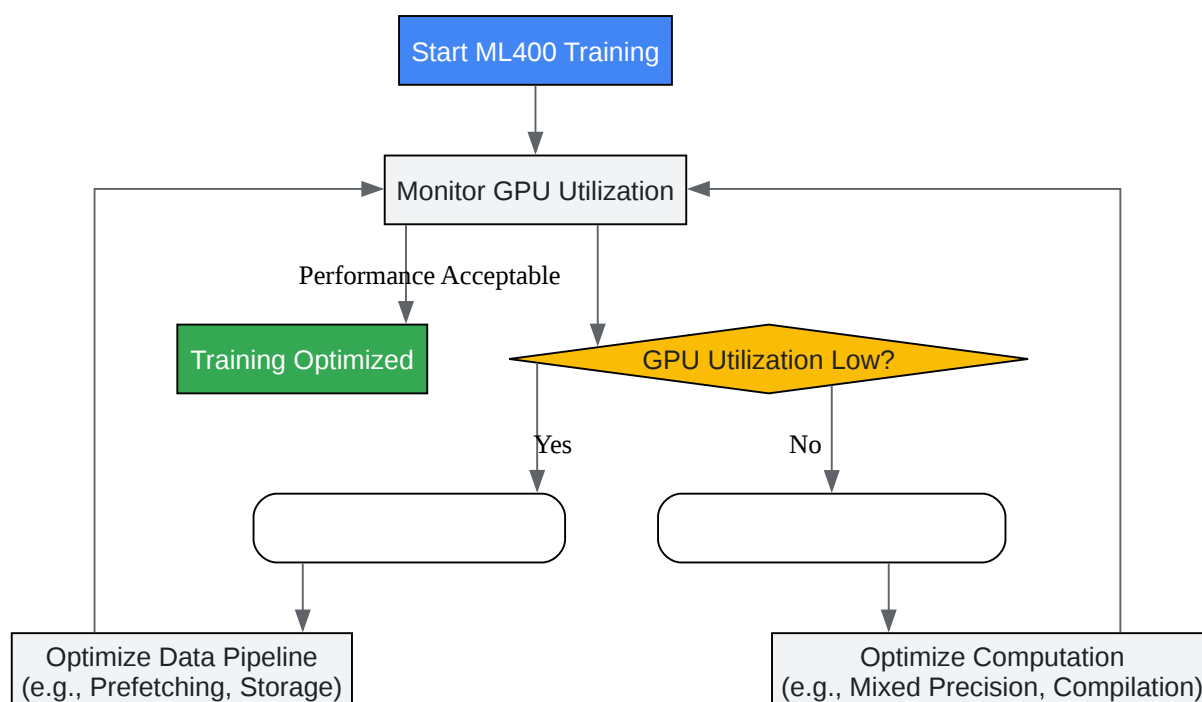 Start ML400 Training
Monitor GPU Utilization
Performance Acceptable
Training Optimized
GPU Utilization Low?
Yes
No
Optimize Data Pipeline
(e.g., Prefetching, Storage)
Optimize Computation
(e.g., Mixed Precision, Compilation)